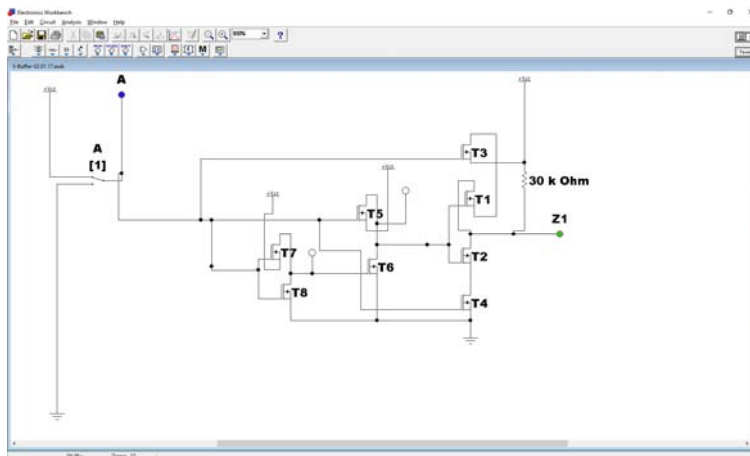 Electronics Workbench
File Edit Circuit Analysis Window Help
80%
?
M
A
A
[1]
T3
30 k Ohm
T1
T5
Z1
T7
T2
T6
T8
T4